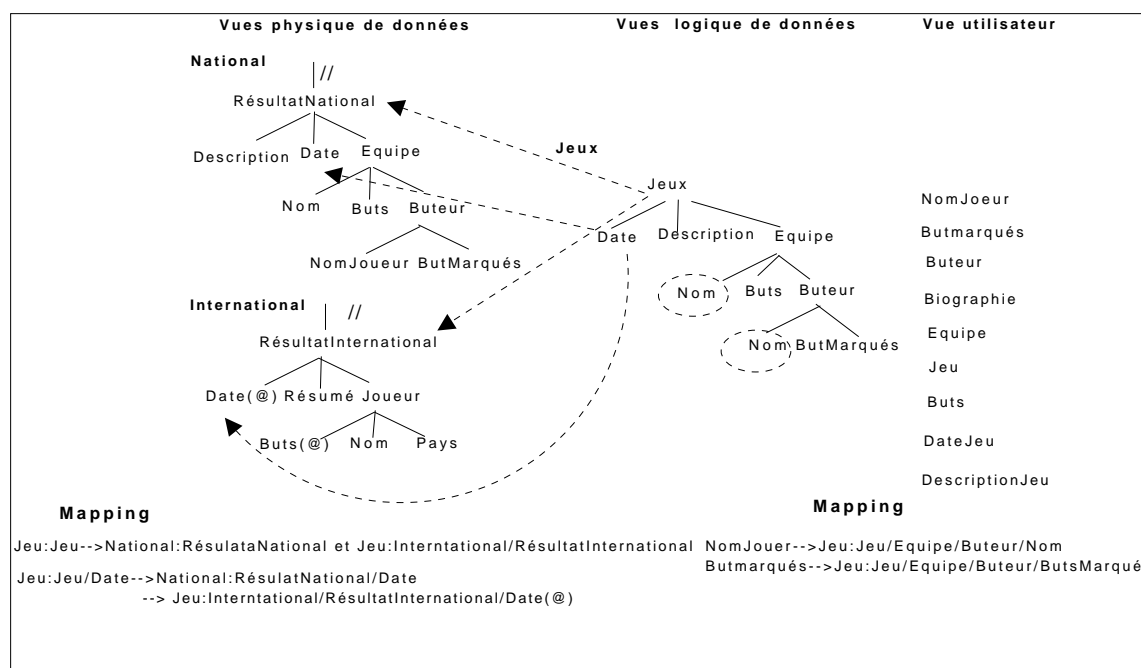 Vues physique de données Vues logique de données Vue utilisateur
National
//
RésultatNational
Description Date Equipe
Nom Buts Buteur
NomJoueur ButMarqués
International
//
RésultatInternational
Date(@) Résumé Joueur
Buts(@) Nom Pays
Jeux
Jeux
Date Description Equipe
Nom Buts Buteur
Nom ButMarqués
NomJoeur
Butmarqués
Buteur
Biographie
Equipe
Jeu
Buts
DateJeu
DescriptionJeu
Mapping
Jeu:Jeu-->National:RésulataNational et Jeu:Interntational/RésultatInternational
Jeu:Jeu/Date-->National:RésulatNational/Date
--> Jeu:Interntational/RésultatInternational/Date(@)
Mapping
NomJouer-->Jeu:Jeu/Equipe/Buteur/Nom
Butmarqués-->Jeu:Jeu/Equipe/Buteur/ButsMarqué